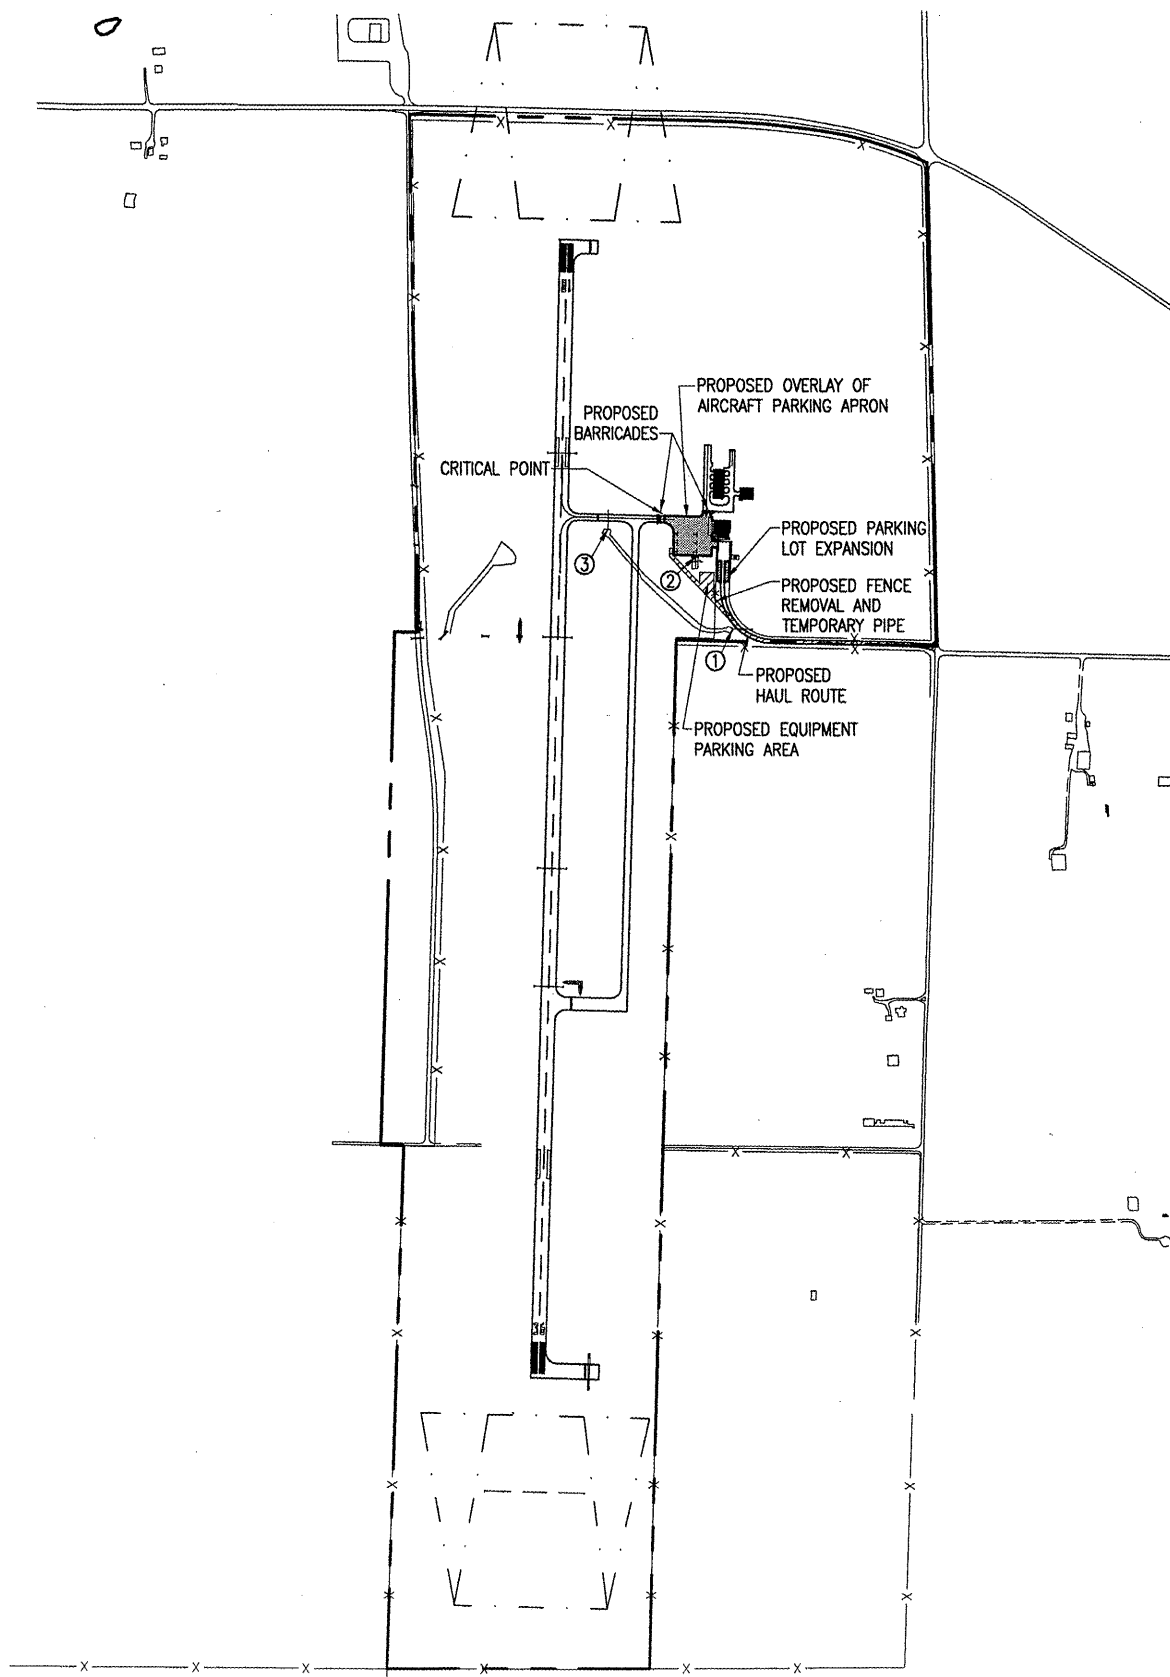 PROPOSED OVERLAY OF
AIRCRAFT PARKING APRON
PROPOSED
BARRICADES
CRITICAL POINT
PROPOSED PARKING
LOT EXPANSION
3
2
PROPOSED FENCE
REMOVAL AND
TEMPORARY PIPE
1
PROPOSED
HAUL ROUTE
PROPOSED EQUIPMENT
PARKING AREA